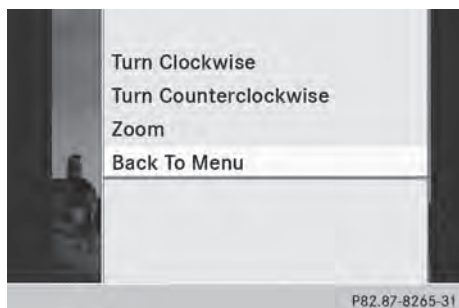 Turn Clockwise
Turn Counterclockwise
Zoom
Back To Menu
P82.87-8265-31